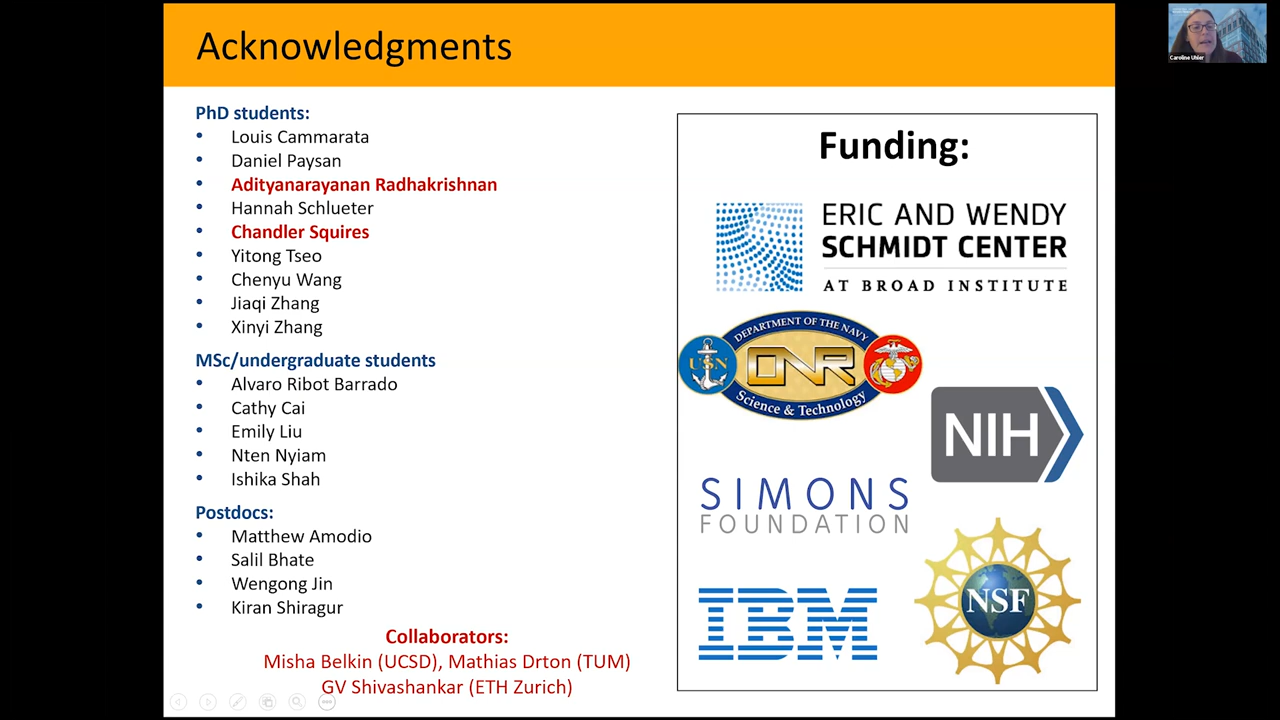 Acknowledgments
Caroline Uhler
PhD students:
• Louis Cammarata
• Daniel Paysan
• Adityanarayanan Radhakrishnan
• Hannah Schlueter
• Chandler Squires
• Yitong Tseo
• Chenyu Wang
• Jiaqi Zhang
• Xinyi Zhang
MSc/undergraduate students
• Alvaro Ribot Barrado
• Cathy Cai
• Emily Liu
• Nten Nyiam
• Ishika Shah
Postdocs:
• Matthew Amodio
• Salil Bhate
• Wengong Jin
• Kiran Shiragur
Collaborators:
Misha Belkin (UCSD), Mathias Drton (TUM)
GV Shivashankar (ETH Zurich)
Funding:
ERIC AND WENDY
SCHMIDT CENTER
AT BROAD INSTITUTE
DEPARTMENT OF THE NAVY
USN
ONR
Science & Technology
NIH
SIMONS
FOUNDATION
IBM
NSF